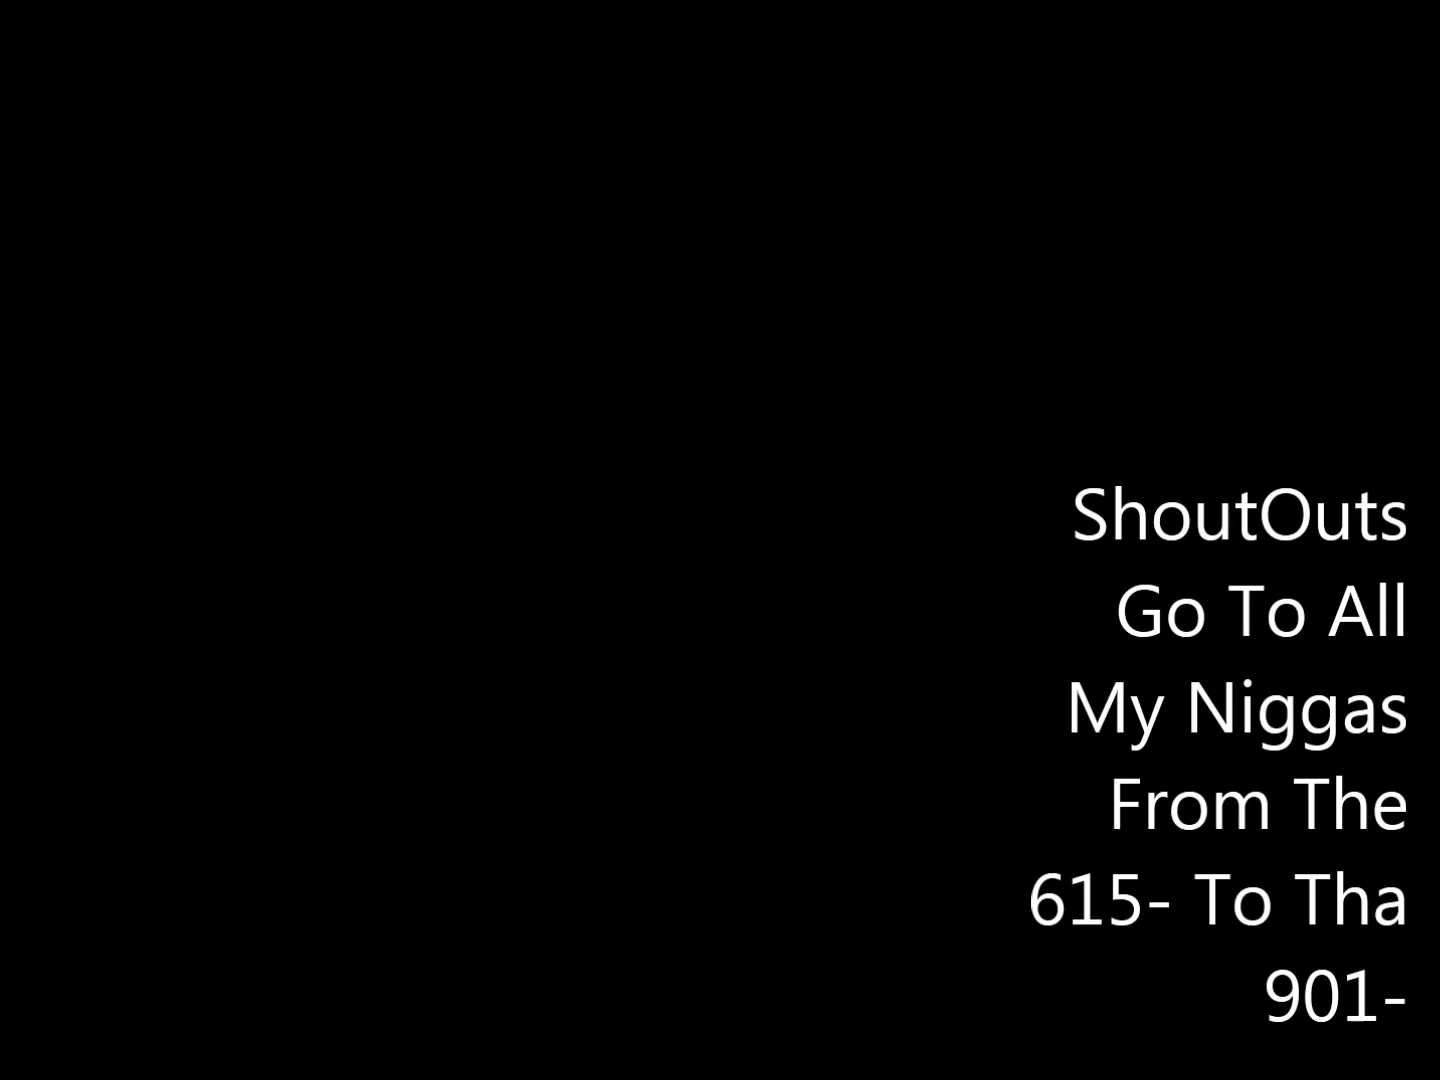 ShoutOuts
Go To All
My Niggas
From The
615- To Tha
901-